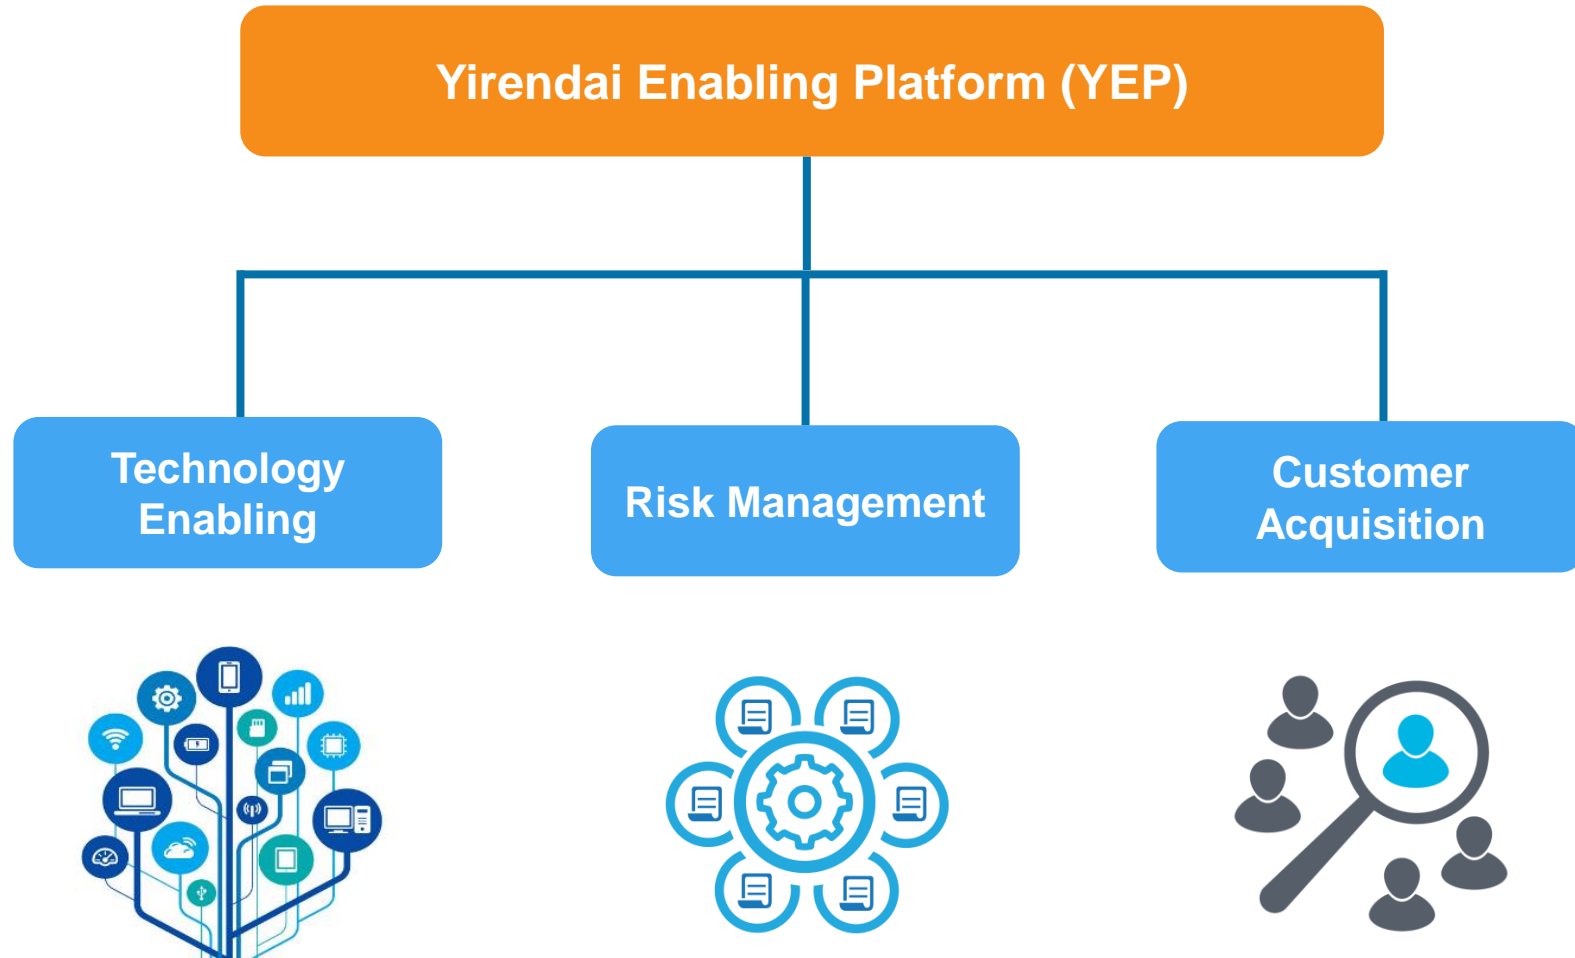 Yirendai Enabling Platform (YEP)
Technology
Enabling
Risk Management
Customer
Acquisition